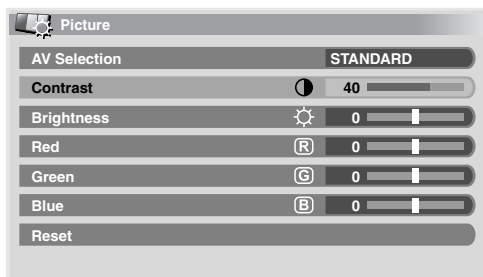 Picture
AV Selection STANDARD
Contrast 40
Brightness 0
Red R 0
Green G 0
Blue B 0
Reset